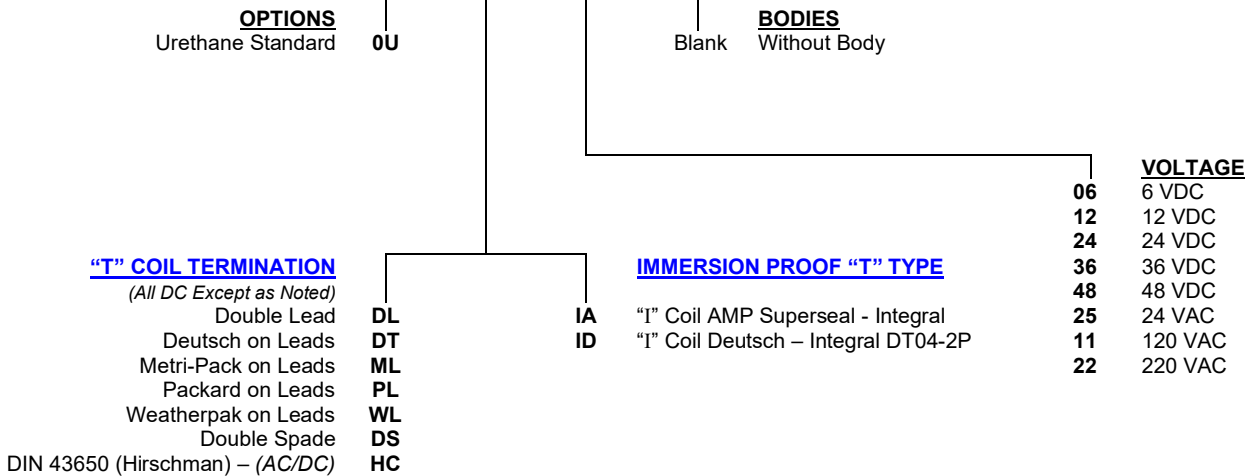 OPTIONS
Urethane Standard 0U
BODIES
Blank Without Body
VOLTAGE
06 6 VDC
12 12 VDC
24 24 VDC
36 36 VDC
48 48 VDC
25 24 VAC
11 120 VAC
22 220 VAC
“T” COIL TERMINATION
(All DC Except as Noted)
Double Lead DL
Deutsch on Leads DT
Metri-Pack on Leads ML
Packard on Leads PL
Weatherpak on Leads WL
Double Spade DS
DIN 43650 (Hirschman) – (AC/DC) HC
IMMERSION PROOF “T” TYPE
IA “I” Coil AMP Superseal - Integral
ID “I” Coil Deutsch – Integral DT04-2P